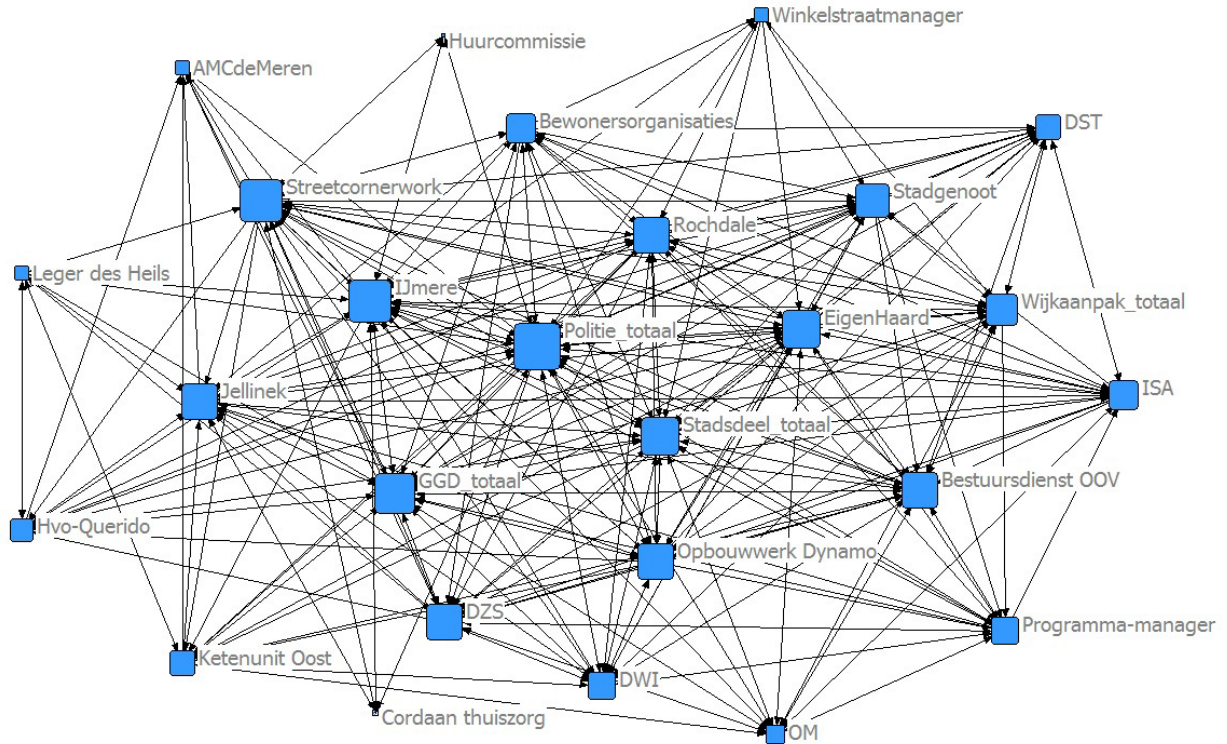 Winkelstraatmanager
Huurcommissie
AMCdeMeren
Bewonersorganisaties
DST
Streetcornerwork
Stadgenoot
Rochdale
Leger des Heils
IJmere
Wijkaanpak_totaal
EigenHaard
Politie_totaal
Jellinek
ISA
Stadsdeel_totaal
GGD_totaal
Bestuursdienst OOV
Hvo-Querido
Opbouwwerk Dynamo
DZS
Programma-manager
Ketenunit Oost
DWI
Cordaan thuiszorg
OM